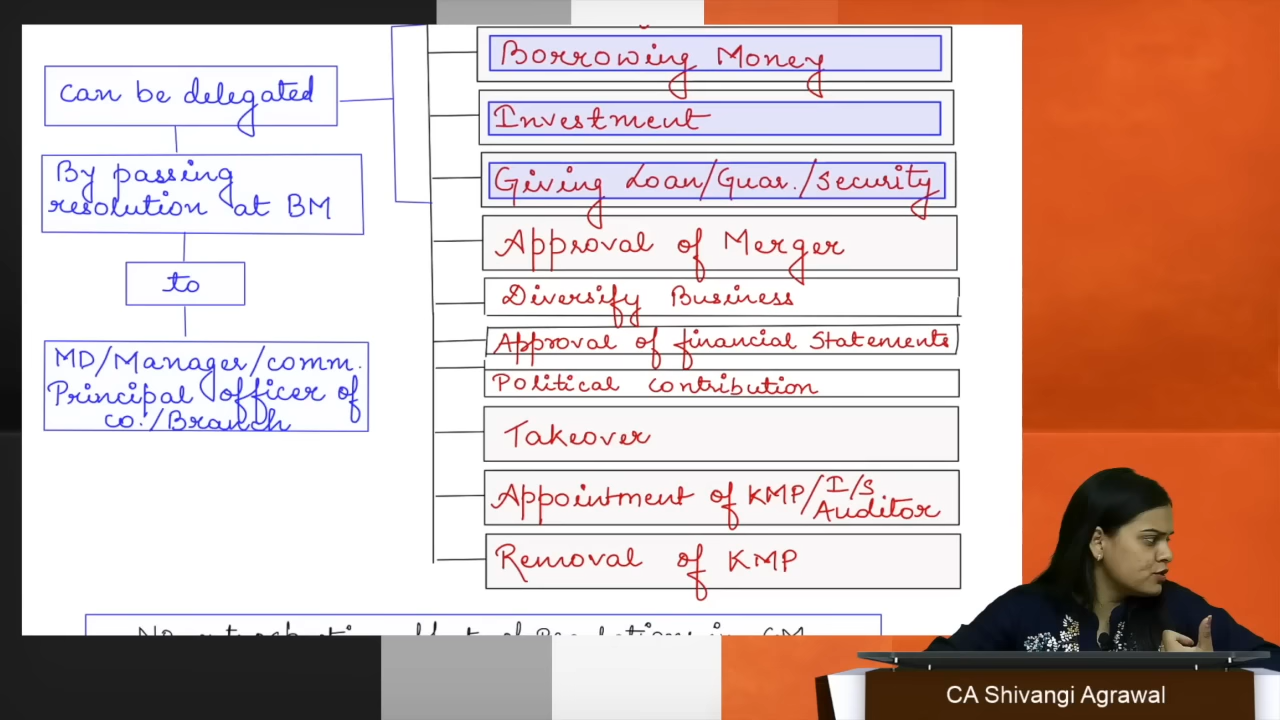 can be delegated
By passing
resolution at BM
to
MD/Manager/comm.
Principal officer of
co./Branch
Borrowing Money
Investment
Giving Loan/Guar./Security
Approval of Merger
Diversify Business
Approval of financial Statements
Political contribution
Takeover
Appointment of KMP/I/S
Auditor
Removal of KMP
CA Shivangi Agrawal